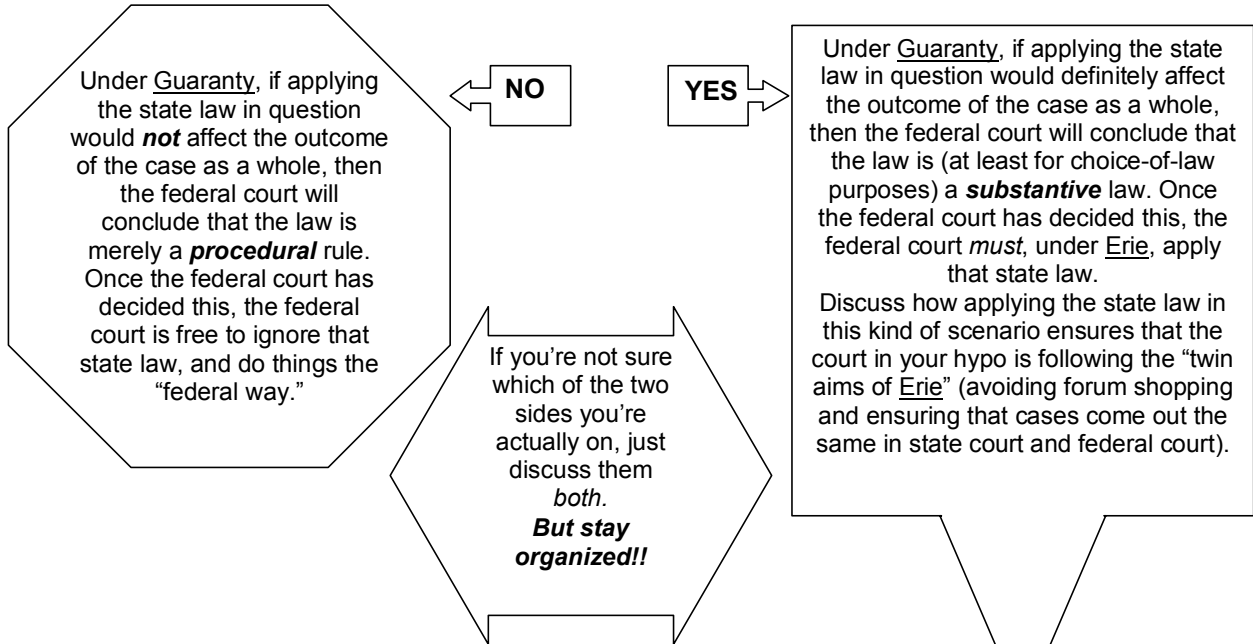 Under Guaranty, if applying
the state law in question
would not affect the outcome
of the case as a whole, then
the federal court will
conclude that the law is
merely a procedural rule.
Once the federal court has
decided this, the federal
court is free to ignore that
state law, and do things the
“federal way.”
NO
YES
Under Guaranty, if applying the state
law in question would definitely affect
the outcome of the case as a whole,
then the federal court will conclude that
the law is (at least for choice-of-law
purposes) a substantive law. Once
the federal court has decided this, the
federal court must, under Erie, apply
that state law.
Discuss how applying the state law in
this kind of scenario ensures that the
court in your hypo is following the “twin
aims of Erie” (avoiding forum shopping
and ensuring that cases come out the
same in state court and federal court).
If you’re not sure
which of the two
sides you’re
actually on, just
discuss them
both.
But stay
organized!!